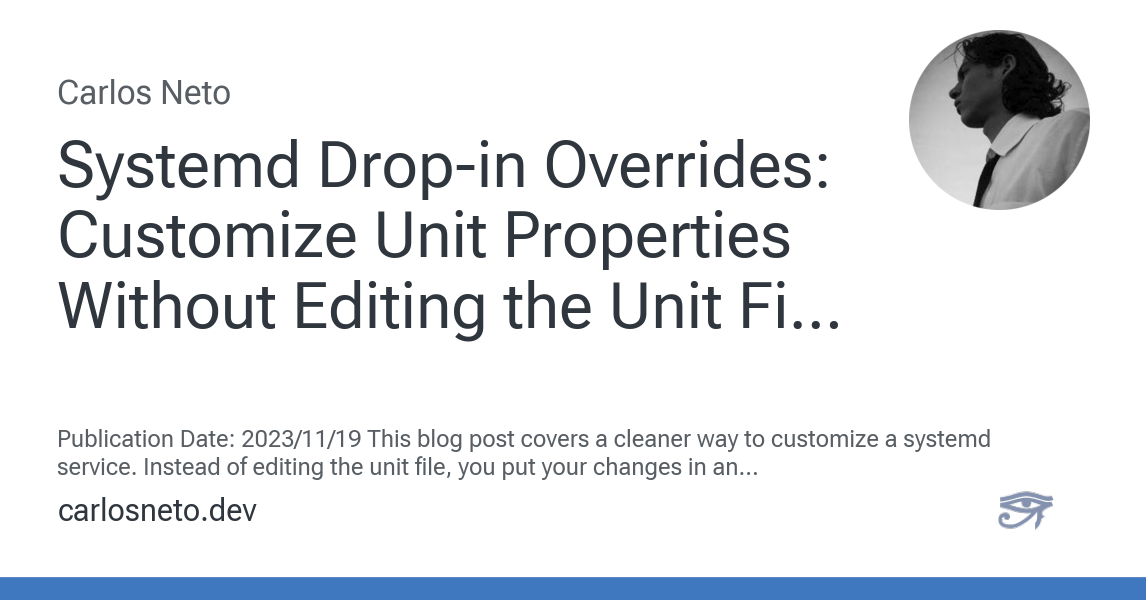 Carlos Neto
Systemd Drop-in Overrides:
Customize Unit Properties
Without Editing the Unit Fi...
Publication Date: 2023/11/19 This blog post covers a cleaner way to customize a systemd
service. Instead of editing the unit file, you put your changes in an...
carlosneto.dev